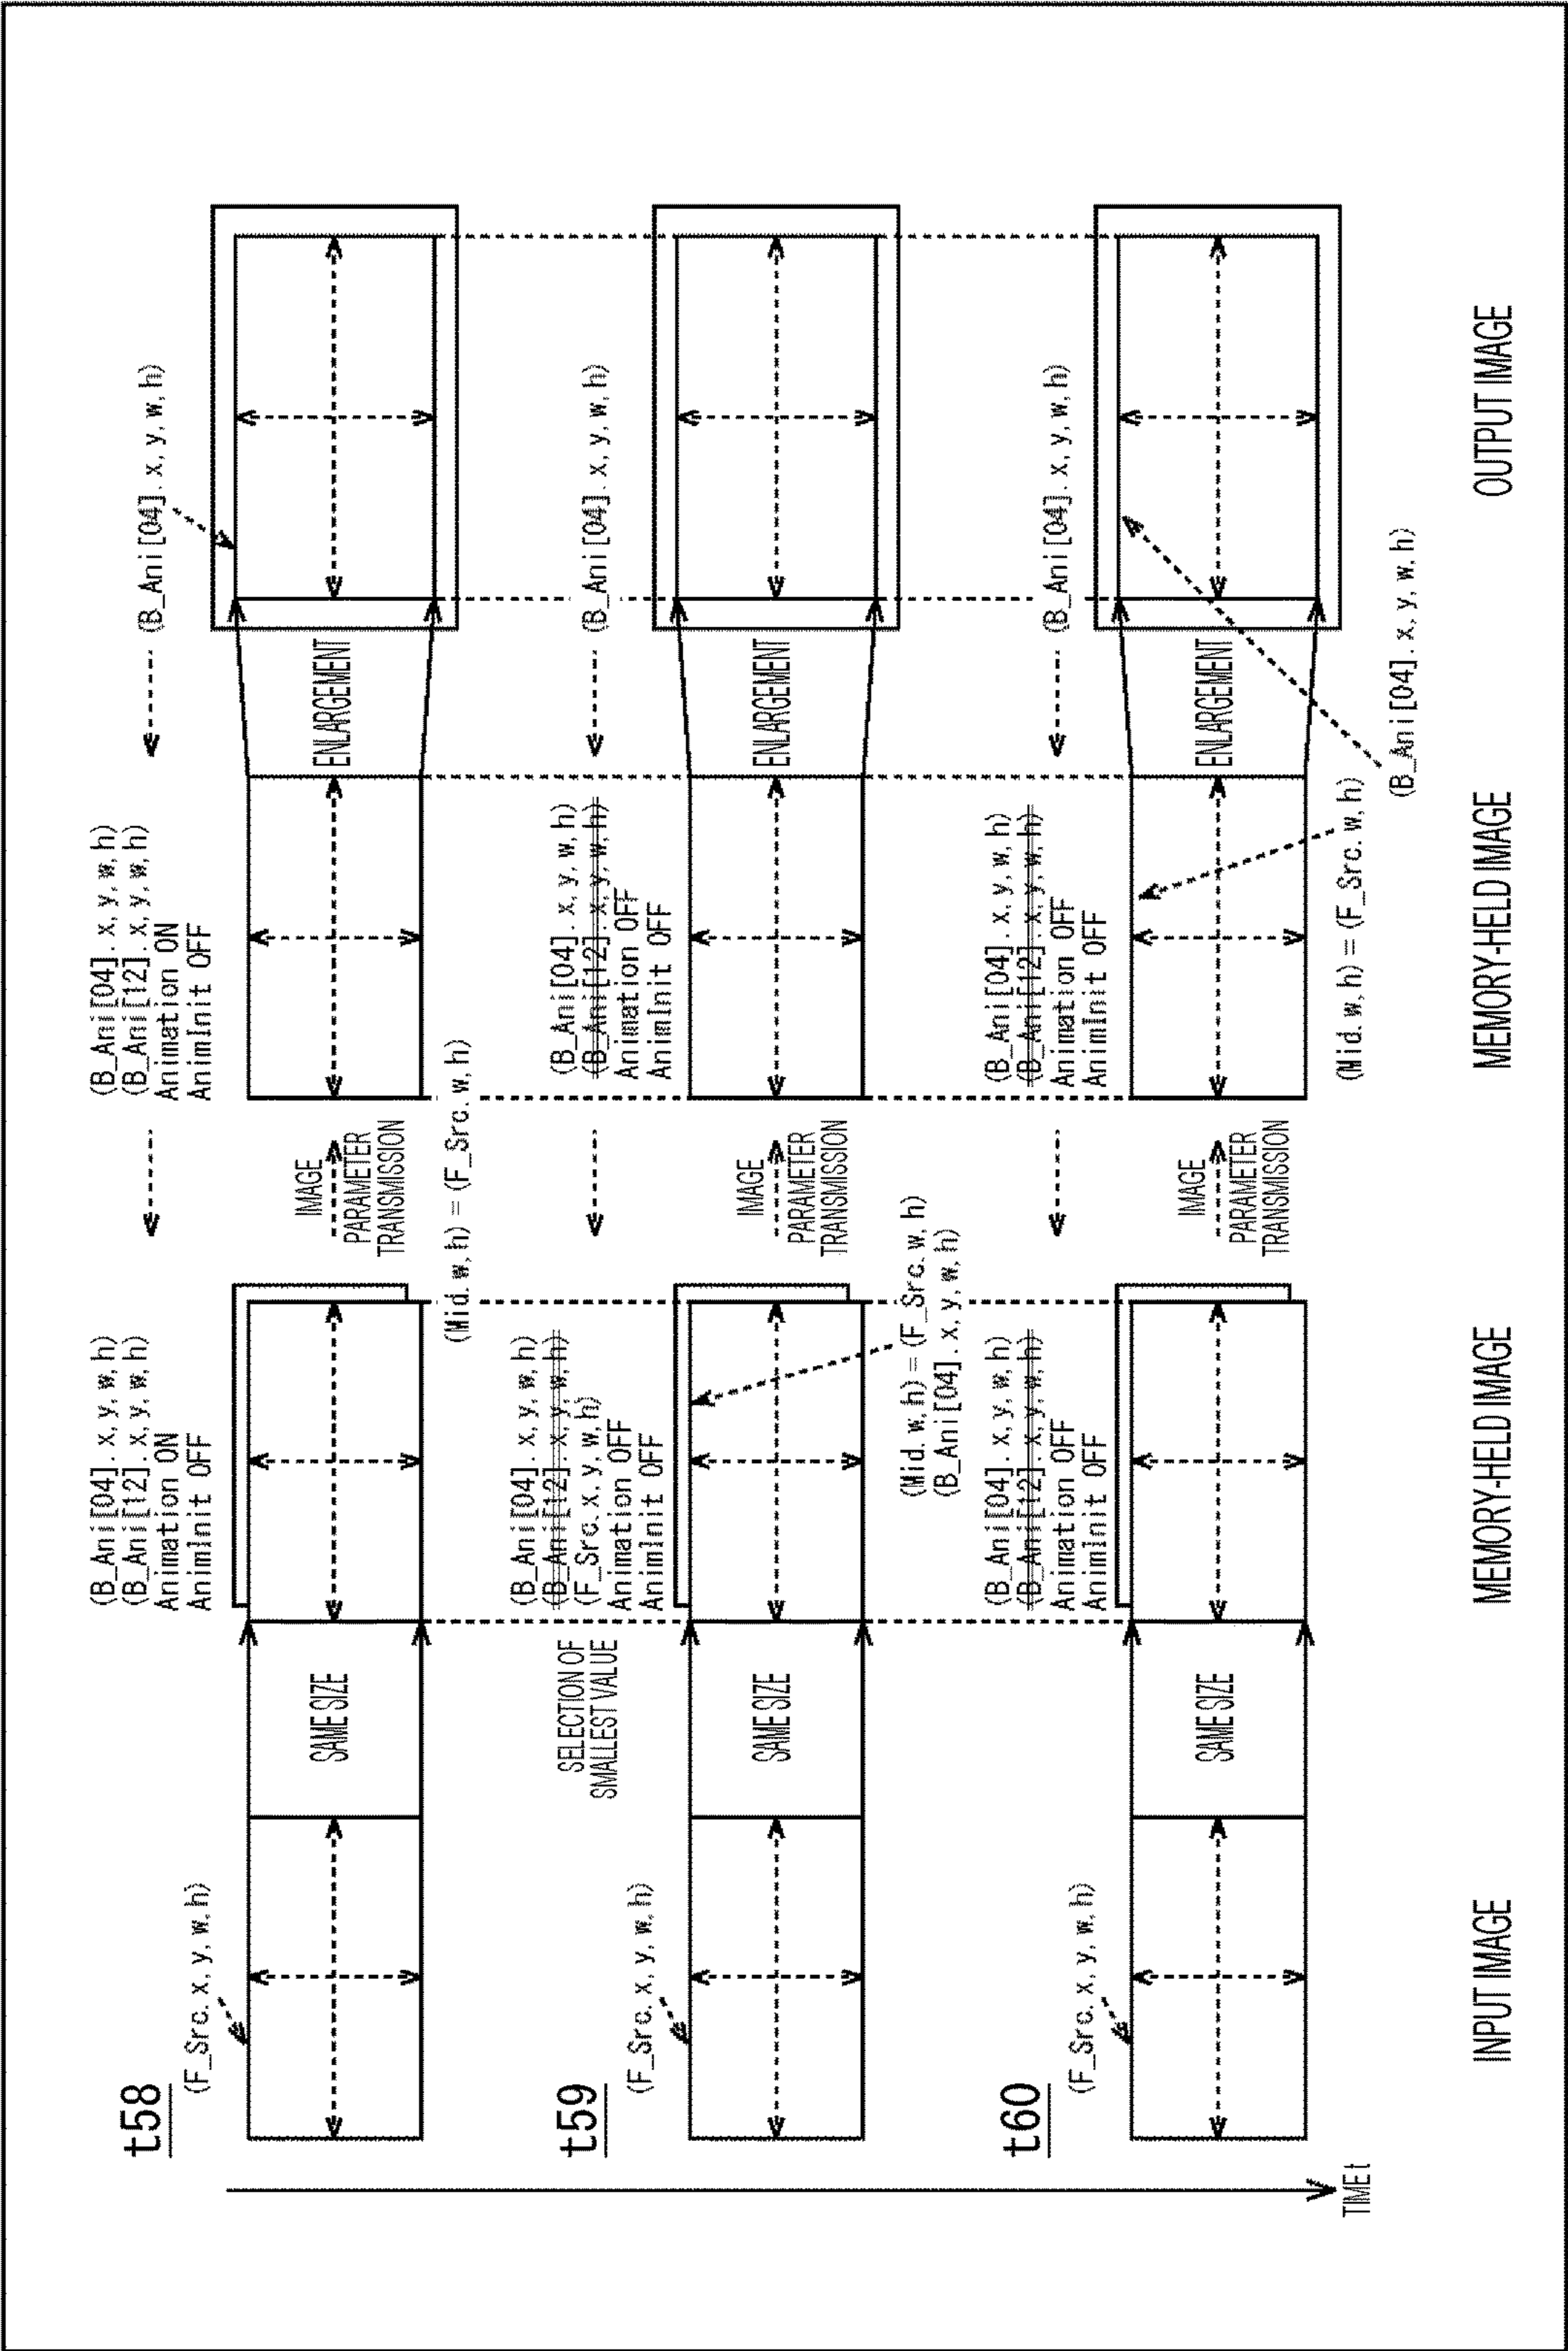 t58
(F_Src. x, y, w, h)
SAME SIZE
(B_Ani[04]. x, y, w, h)
(B_Ani[12]. x, y, w, h)
Animation ON
AnimInit OFF
IMAGE
PARAMETER
TRANSMISSION
(Mid. w, h) = (F_Src. w, h)
(B_Ani[04]. x, y, w, h)
(B_Ani[12]. x, y, w, h)
Animation ON
AnimInit OFF
ENLARGEMENT
(B_Ani[04]. x, y, w, h)
t59
(F_Src. x, y, w, h)
SELECTION OF
SMALLEST VALUE
SAME SIZE
(B_Ani[04]. x, y, w, h)
(B_Ani[12]. x, y, w, h)
(F_Src. x, y, w, h)
Animation OFF
AnimInit OFF
IMAGE
PARAMETER
TRANSMISSION
(Mid. w, h) = (F_Src. w, h)
(B_Ani[04]. x, y, w, h)
(B_Ani[04]. x, y, w, h)
(B_Ani[12]. x, y, w, h)
Animation OFF
AnimInit OFF
ENLARGEMENT
(B_Ani[04]. x, y, w, h)
t60
(F_Src. x, y, w, h)
SAME SIZE
(B_Ani[04]. x, y, w, h)
(B_Ani[12]. x, y, w, h)
Animation OFF
AnimInit OFF
IMAGE
PARAMETER
TRANSMISSION
(B_Ani[04]. x, y, w, h)
(B_Ani[12]. x, y, w, h)
Animation OFF
AnimInit OFF
ENLARGEMENT
(B_Ani[04]. x, y, w, h)
(Mid. w, h) = (F_Src. w, h)
(B_Ani[04]. x, y, w, h)
TIME t
INPUT IMAGE
MEMORY-HELD IMAGE
MEMORY-HELD IMAGE
OUTPUT IMAGE